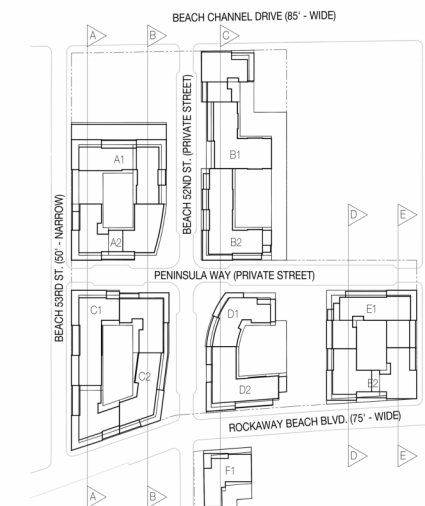 BEACH CHANNEL DRIVE (85' - WIDE)
A
B
C
BEACH 52ND ST. (PRIVATE STREET)
A1
B1
BEACH 53RD ST. (50' - NARROW)
A2
B2
D
E
PENINSULA WAY (PRIVATE STREET)
C1
D1
E1
C2
D2
E2
ROCKAWAY BEACH BLVD. (75' - WIDE)
D
E
F1
A
B